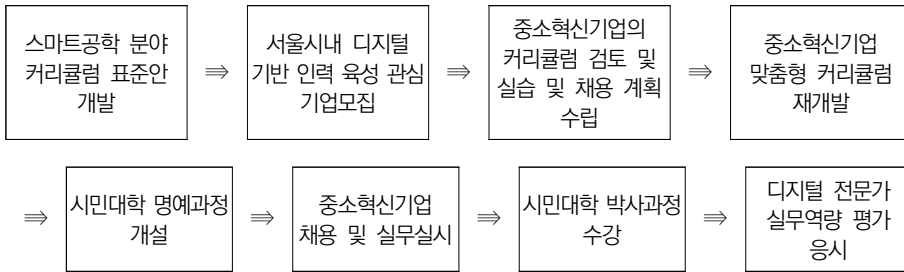 스마트공학 분야
커리큘럼 표준안
개발
⇒
서울시내 디지털
기반 인력 육성 관심
기업모집
⇒
중소혁신기업의
커리큘럼 검토 및
실습 및 채용 계획
수립
⇒
중소혁신기업
맞춤형 커리큘럼
재개발
⇒
시민대학 명예과정
개설
⇒
중소혁신기업
채용 및 실무실시
⇒
시민대학 박사과정
수강
⇒
디지털 전문가
실무역량 평가
응시